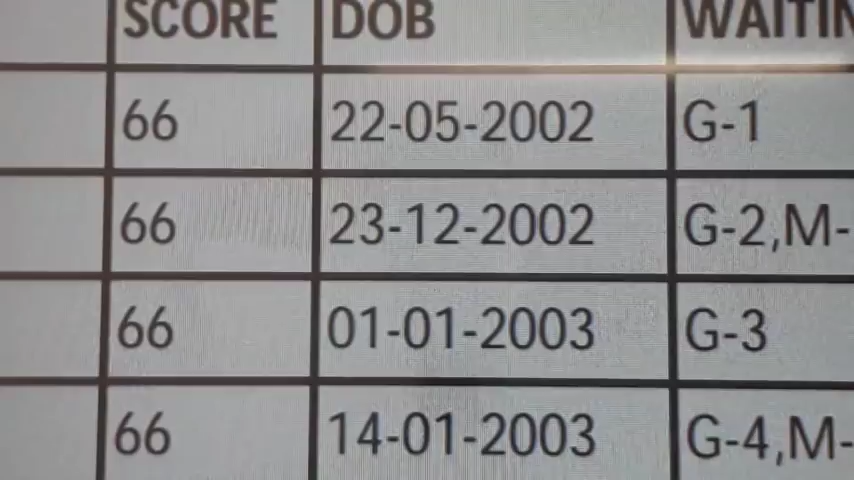 SCORE DOB
66 22-05-2002 G-1
66 23-12-2002 G-2,M-
66 01-01-2003 G-3
66 14-01-2003 G-4,M-